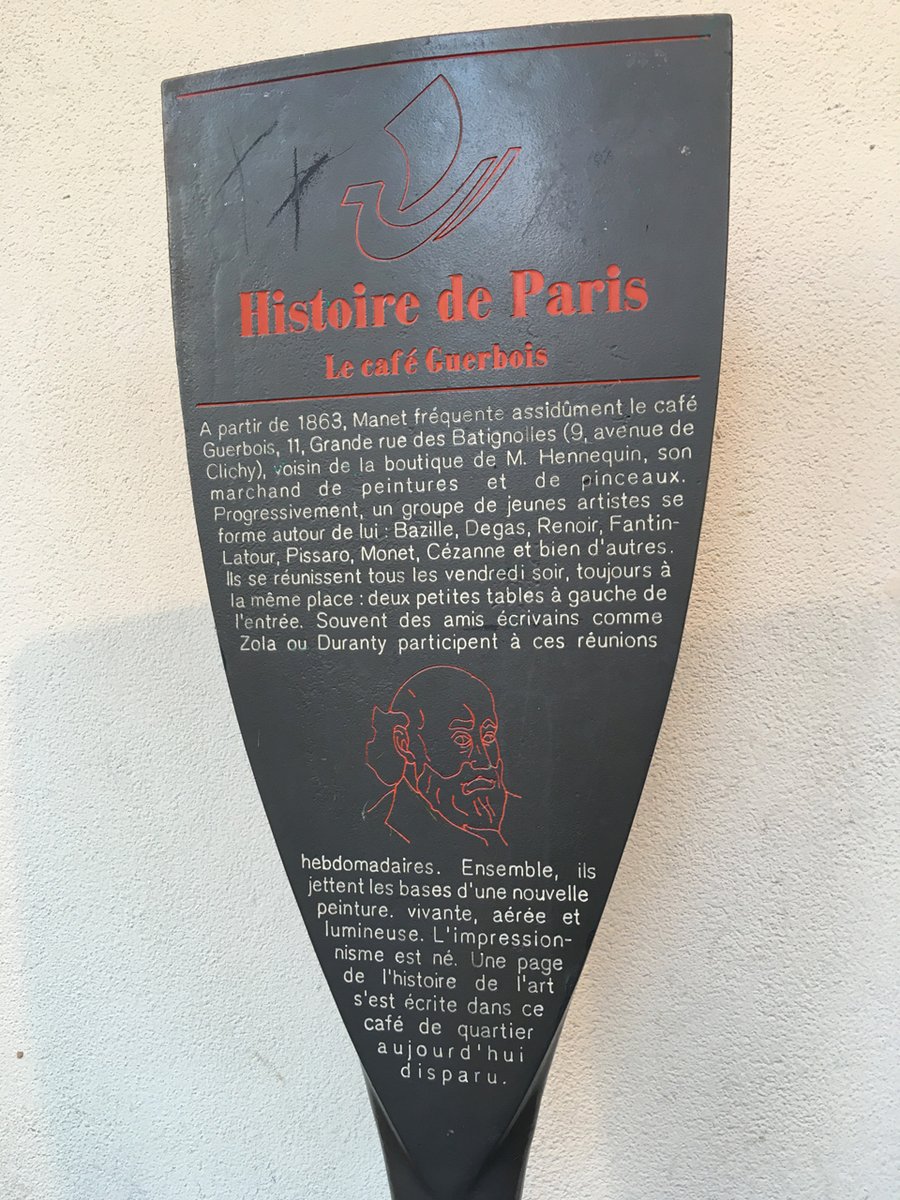 Histoire de Paris
Le café Guerbois
A partir de 1863, Manet fréquente assidûment le café
Guerbois, 11, Grande rue des Batignolles (9, avenue de
Clichy), voisin de la boutique de M. Hennequin, son
marchand de peintures et de pinceaux.
Progressivement, un groupe de jeunes artistes se
forme autour de lui : Bazille, Degas, Renoir, Fantin-
Latour, Pissaro, Monet, Cézanne et bien d'autres.
Ils se réunissent tous les vendredi soir, toujours à
la même place : deux petites tables à gauche de
l'entrée. Souvent des amis écrivains comme
Zola ou Duranty participent à ces réunions
hebdomadaires. Ensemble, ils
jettent les bases d'une nouvelle
peinture. vivante, aérée et
lumineuse. L'impression-
nisme est né. Une page
de l'histoire de l'art
s'est écrite dans ce
café de quartier
aujourd'hui
disparu.